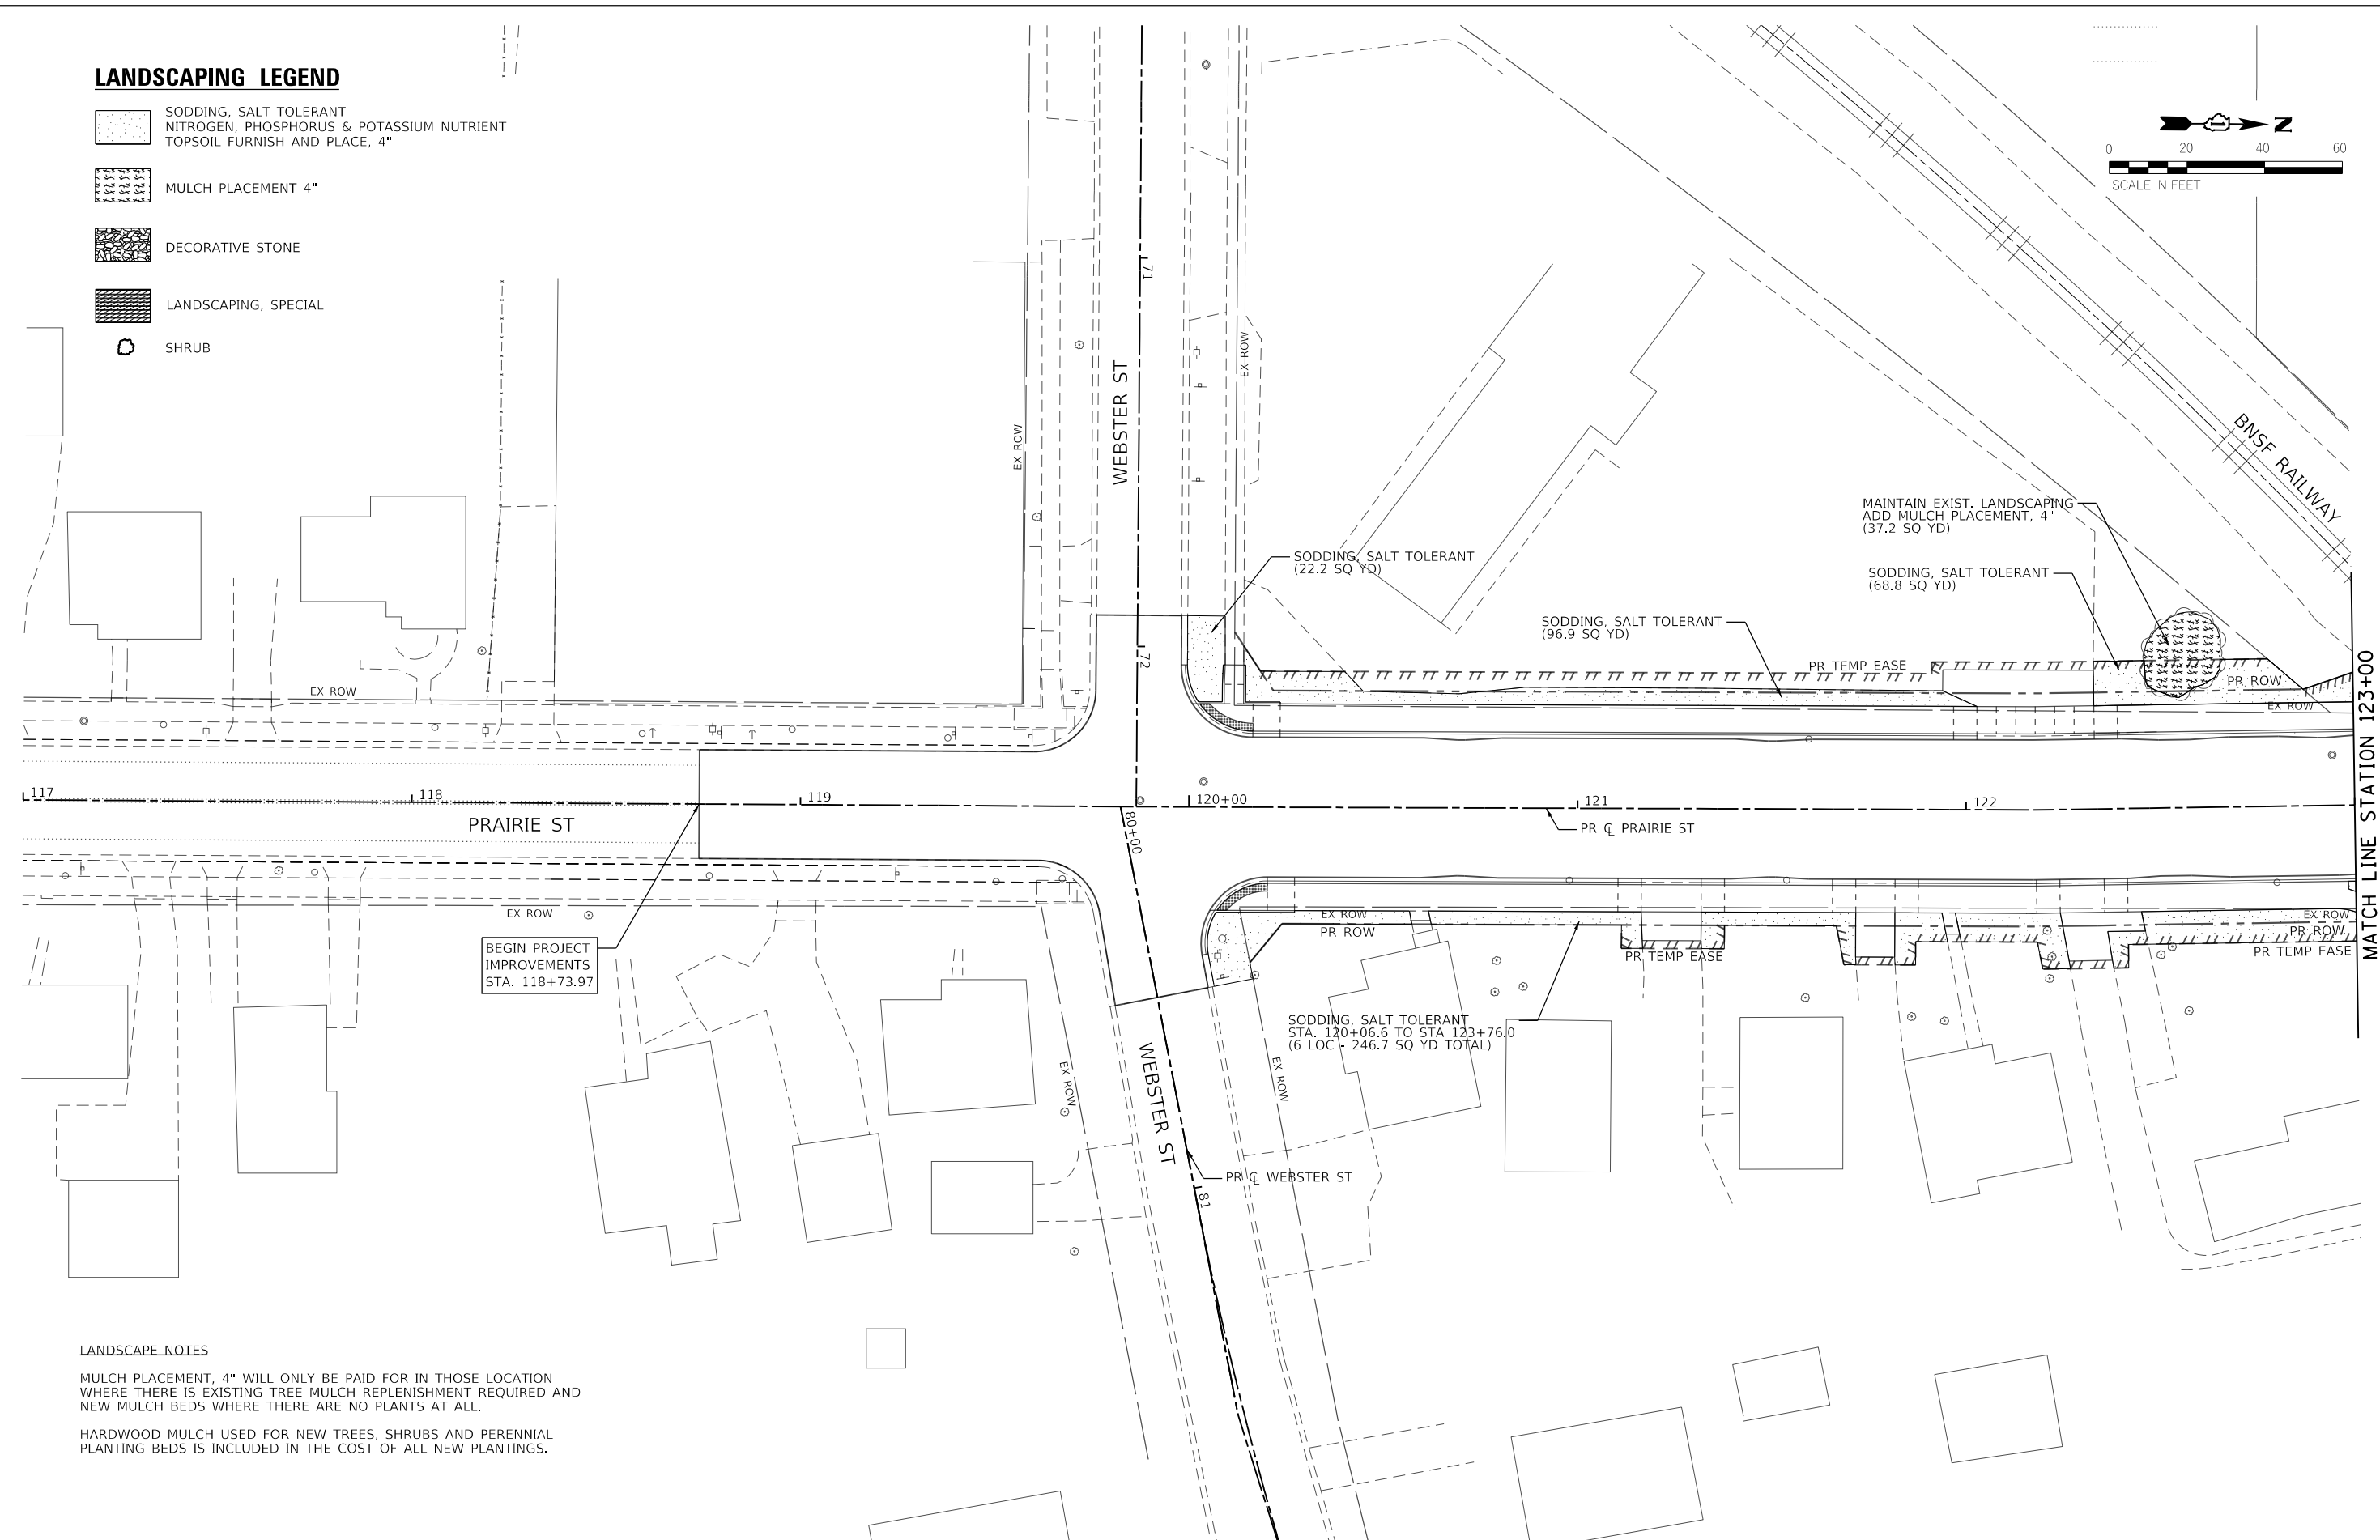 LANDSCAPING LEGEND
SODDING, SALT TOLERANT
NITROGEN, PHOSPHORUS & POTASSIUM NUTRIENT
TOPSOIL FURNISH AND PLACE, 4"
MULCH PLACEMENT 4"
DECORATIVE STONE
LANDSCAPING, SPECIAL
SHRUB
N
0 20 40 60
SCALE IN FEET
71
WEBSTER ST
EX ROW
EX ROW
72
BNSF RAILWAY
MAINTAIN EXIST. LANDSCAPING
ADD MULCH PLACEMENT, 4"
(37.2 SQ YD)
SODDING, SALT TOLERANT
(22.2 SQ YD)
SODDING, SALT TOLERANT
(68.8 SQ YD)
SODDING, SALT TOLERANT
(96.9 SQ YD)
PR TEMP EASE
PR ROW
EX ROW
EX ROW
MATCH LINE STATION 123+00
117
118
119
120+00
121
122
PRAIRIE ST
80+00
PR ℄ PRAIRIE ST
EX ROW
BEGIN PROJECT
IMPROVEMENTS
STA. 118+73.97
EX ROW
PR ROW
PR TEMP EASE
EX ROW
PR ROW
PR TEMP EASE
SODDING, SALT TOLERANT
STA. 120+06.6 TO STA 123+76.0
(6 LOC - 246.7 SQ YD TOTAL)
EX ROW
WEBSTER ST
EX ROW
PR ℄ WEBSTER ST
81
LANDSCAPE NOTES
MULCH PLACEMENT, 4" WILL ONLY BE PAID FOR IN THOSE LOCATION
WHERE THERE IS EXISTING TREE MULCH REPLENISHMENT REQUIRED AND
NEW MULCH BEDS WHERE THERE ARE NO PLANTS AT ALL.
HARDWOOD MULCH USED FOR NEW TREES, SHRUBS AND PERENNIAL
PLANTING BEDS IS INCLUDED IN THE COST OF ALL NEW PLANTINGS.